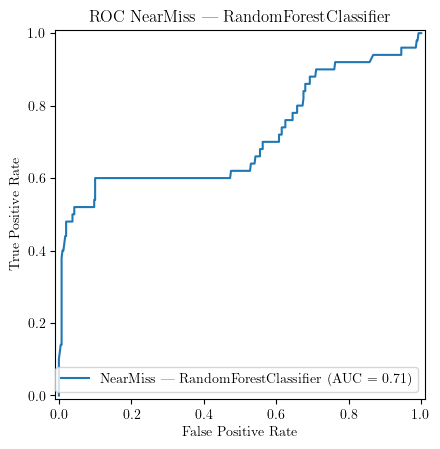 ROC NearMiss — RandomForestClassifier
True Positive Rate
1.0
0.8
0.6
0.4
0.2
0.0
NearMiss — RandomForestClassifier (AUC = 0.71)
0.0 0.2 0.4 0.6 0.8 1.0
False Positive Rate